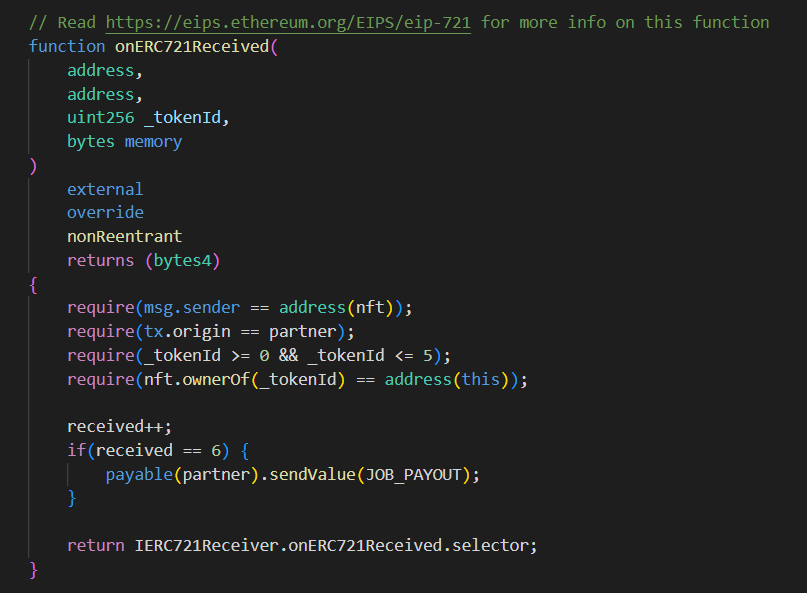 // Read https://eips.ethereum.org/EIPS/eip-721 for more info on this function
function onERC721Received(
    address,
    address,
    uint256 _tokenId,
    bytes memory
)
    external
    override
    nonReentrant
    returns (bytes4)
{
    require(msg.sender == address(nft));
    require(tx.origin == partner);
    require(_tokenId >= 0 && _tokenId <= 5);
    require(nft.ownerOf(_tokenId) == address(this));

    received++;
    if(received == 6) {
        payable(partner).sendValue(JOB_PAYOUT);
    }

    return IERC721Receiver.onERC721Received.selector;
}